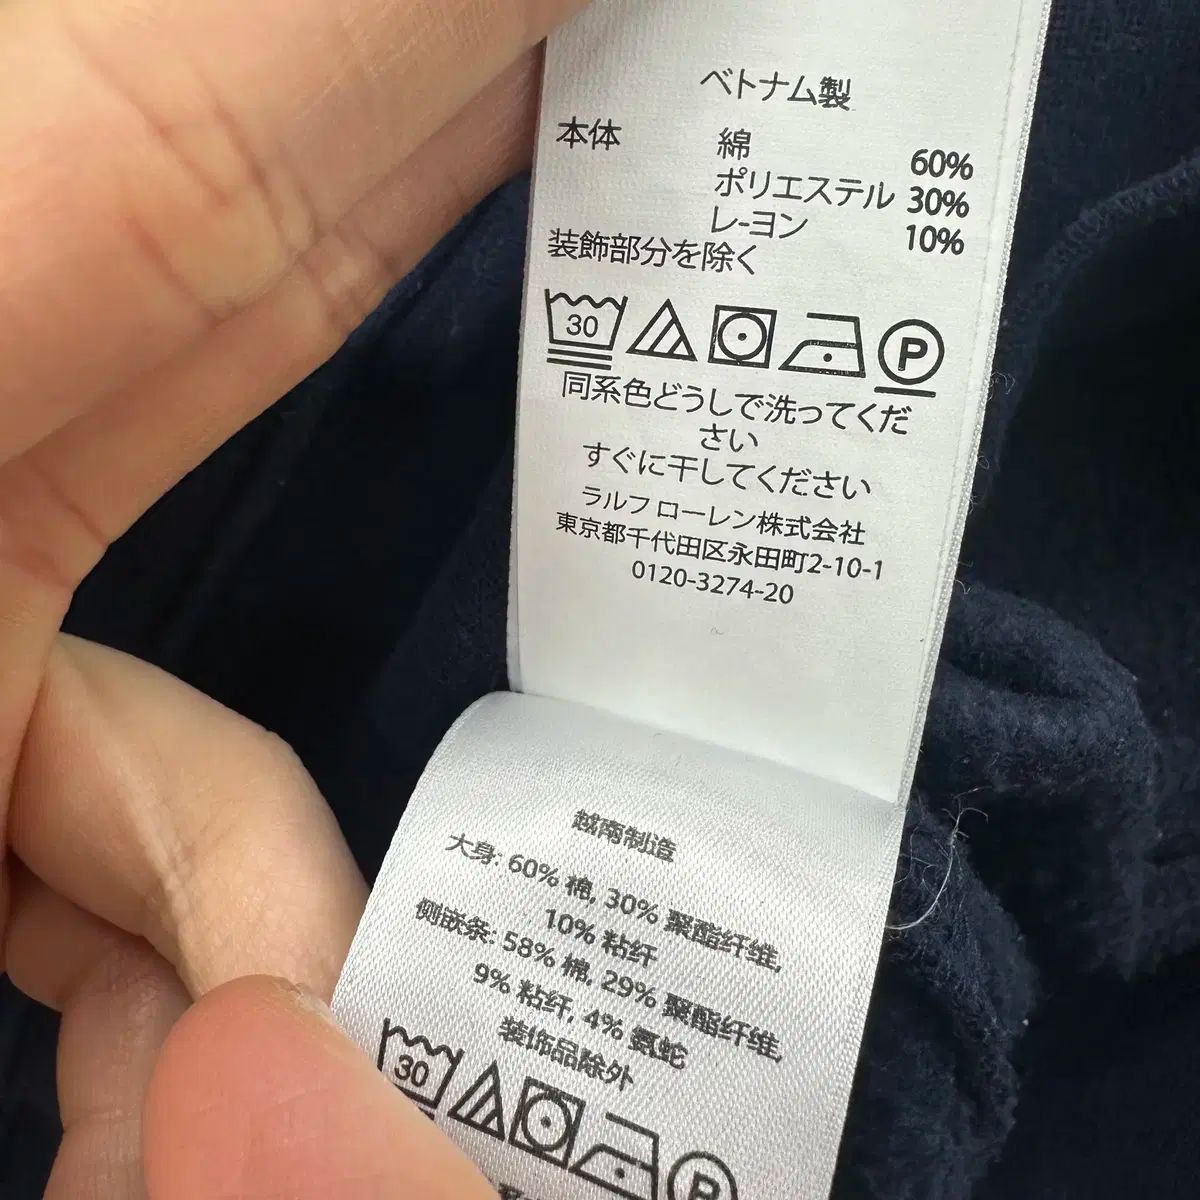 ベトナム製
本体 綿 60%
ポリエステル 30%
レ-ヨン 10%
装飾部分を除く
30 P
同系色どうしで洗ってくだ
さい
すぐに干してください
ラルフ ローレン株式会社
東京都千代田区永田町2-10-1
0120-3274-20
越南制造
大身: 60% 棉, 30% 聚酯纤维,
10% 粘纤
侧嵌条: 58% 棉, 29% 聚酯纤维,
9% 粘纤, 4% 氨蛇
装饰品除外
30 P